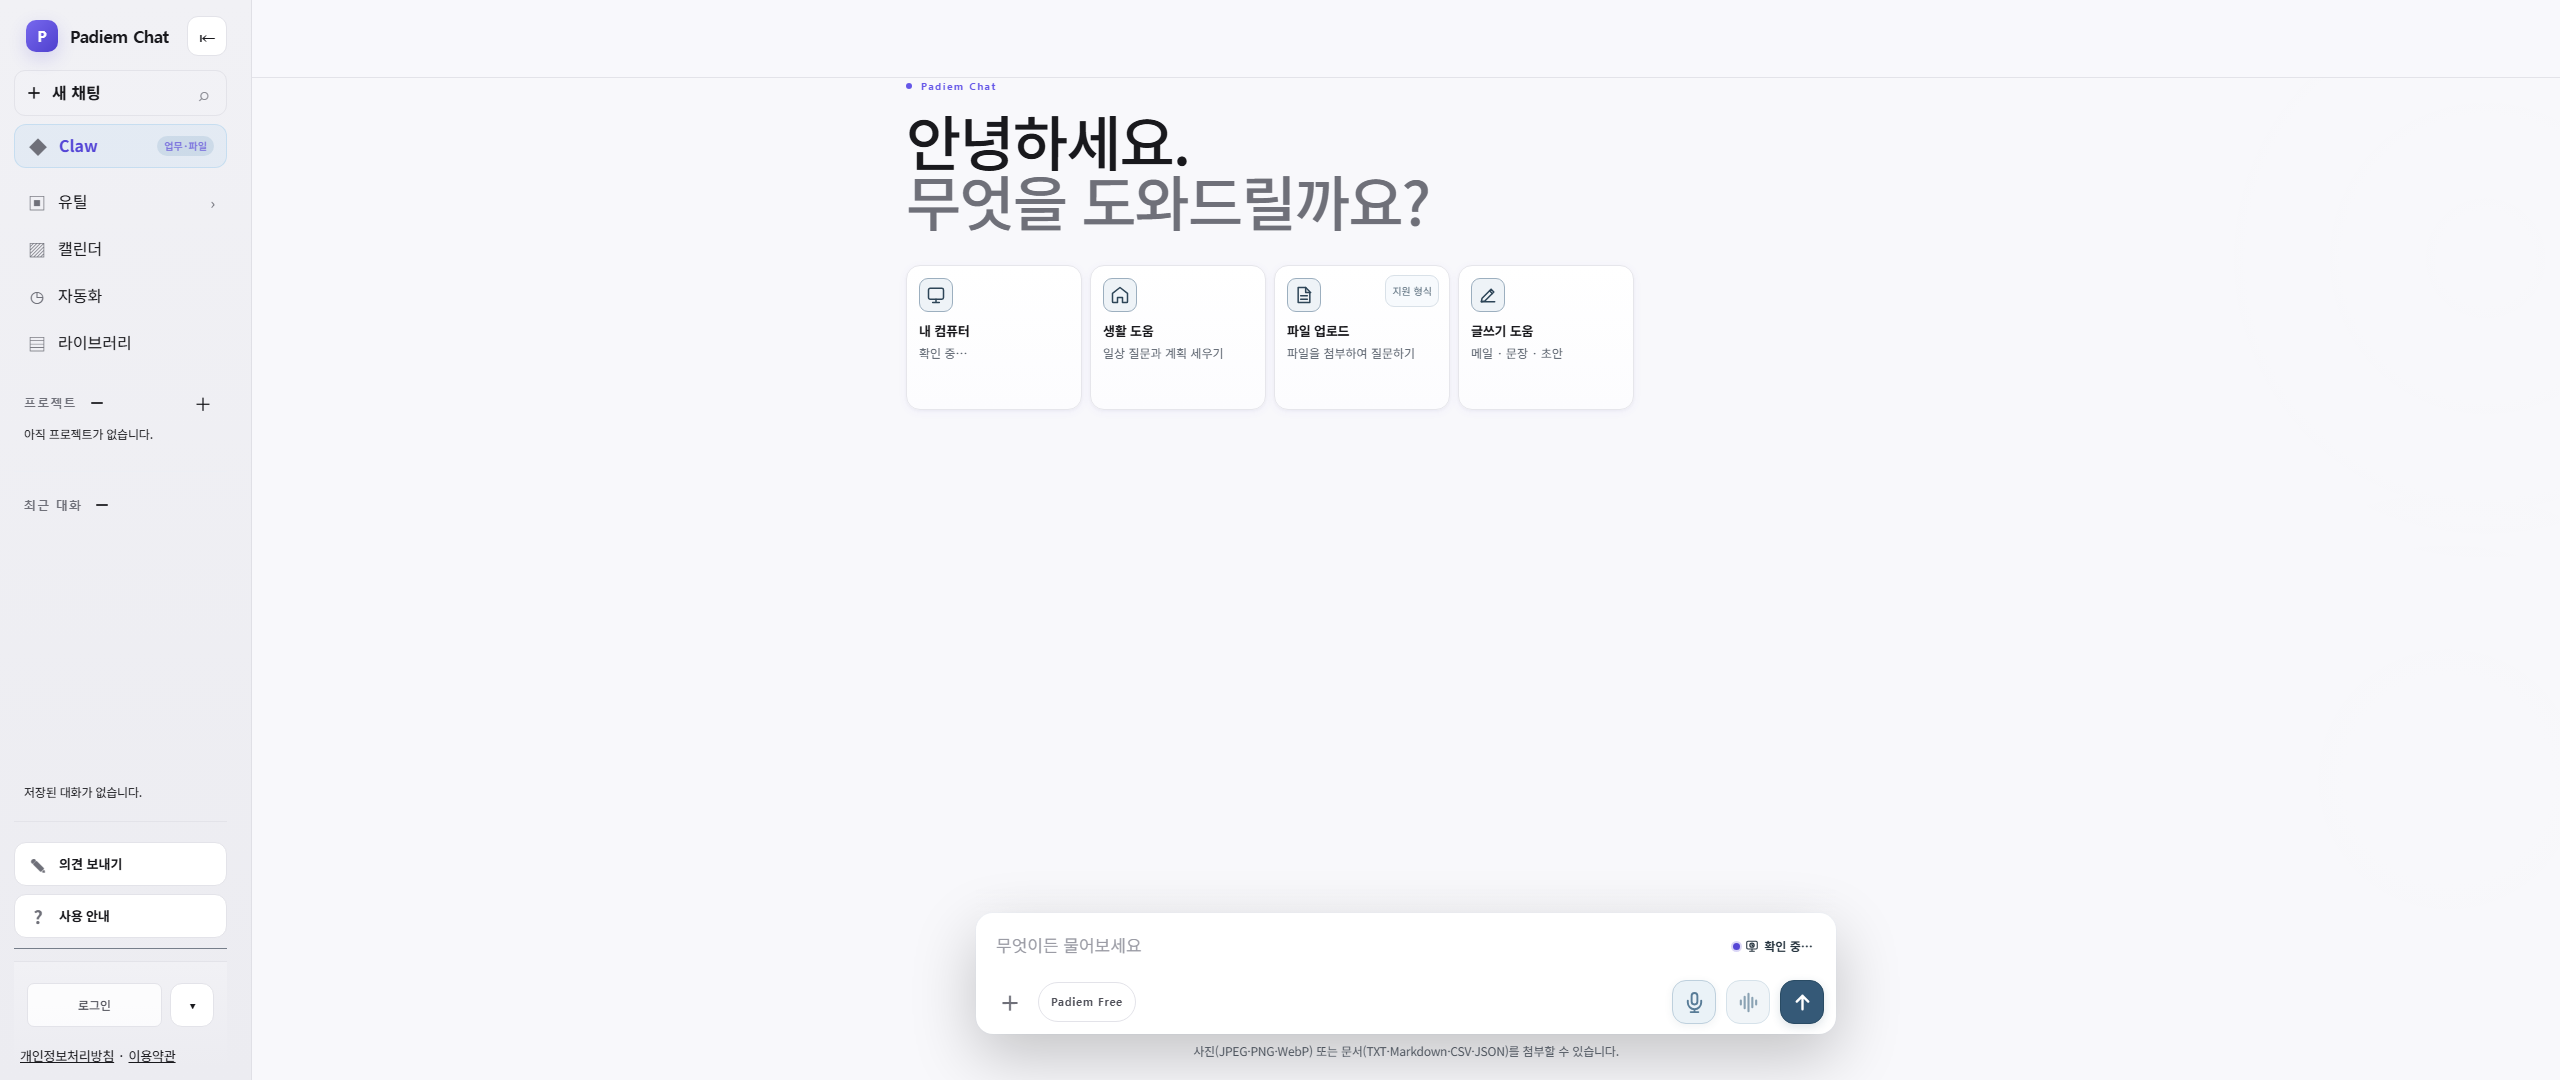 P
Padiem Chat
새 채팅
Claw
업무·파일
유틸
캘린더
자동화
라이브러리
프로젝트
아직 프로젝트가 없습니다.
최근 대화
저장된 대화가 없습니다.
의견 보내기
? 사용 안내
로그인
개인정보처리방침 · 이용약관
Padiem Chat
안녕하세요.
무엇을 도와드릴까요?
내 컴퓨터
확인 중…
생활 도움
일상 질문과 계획 세우기
지원 형식
파일 업로드
파일을 첨부하여 질문하기
글쓰기 도움
메일 · 문장 · 초안
무엇이든 물어보세요
확인 중…
Padiem Free
사진(JPEG·PNG·WebP) 또는 문서(TXT·Markdown·CSV·JSON)를 첨부할 수 있습니다.